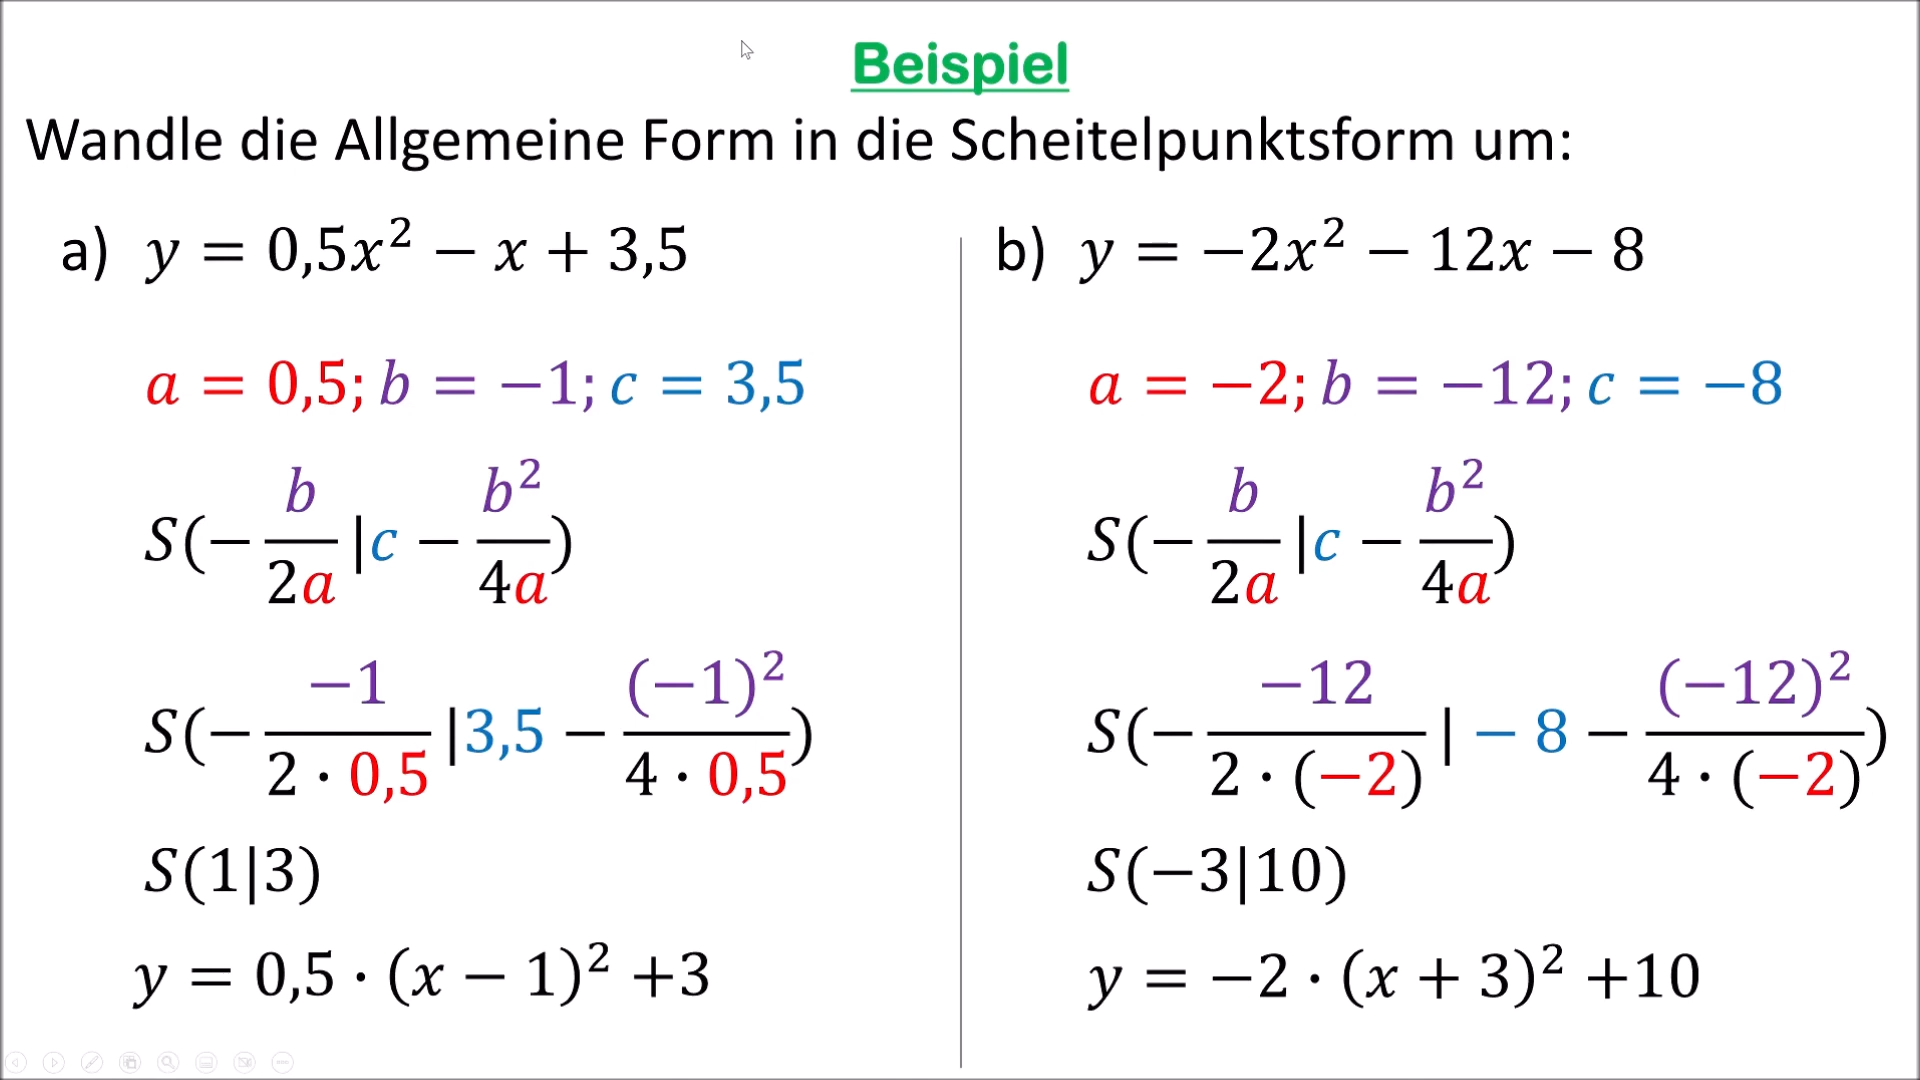 Beispiel
Wandle die Allgemeine Form in die Scheitelpunktsform um:
a) y = 0,5x² − x + 3,5
a = 0,5; b = −1; c = 3,5
S(− b/2a |c − b²/4a)
S(− −1/2 · 0,5 |3,5 − (−1)²/4 · 0,5)
S(1|3)
y = 0,5 · (x − 1)² +3
b) y = −2x² − 12x − 8
a = −2; b = −12; c = −8
S(− b/2a |c − b²/4a)
S(− −12/2 · (−2) | − 8 − (−12)²/4 · (−2))
S(−3|10)
y = −2 · (x + 3)² +10